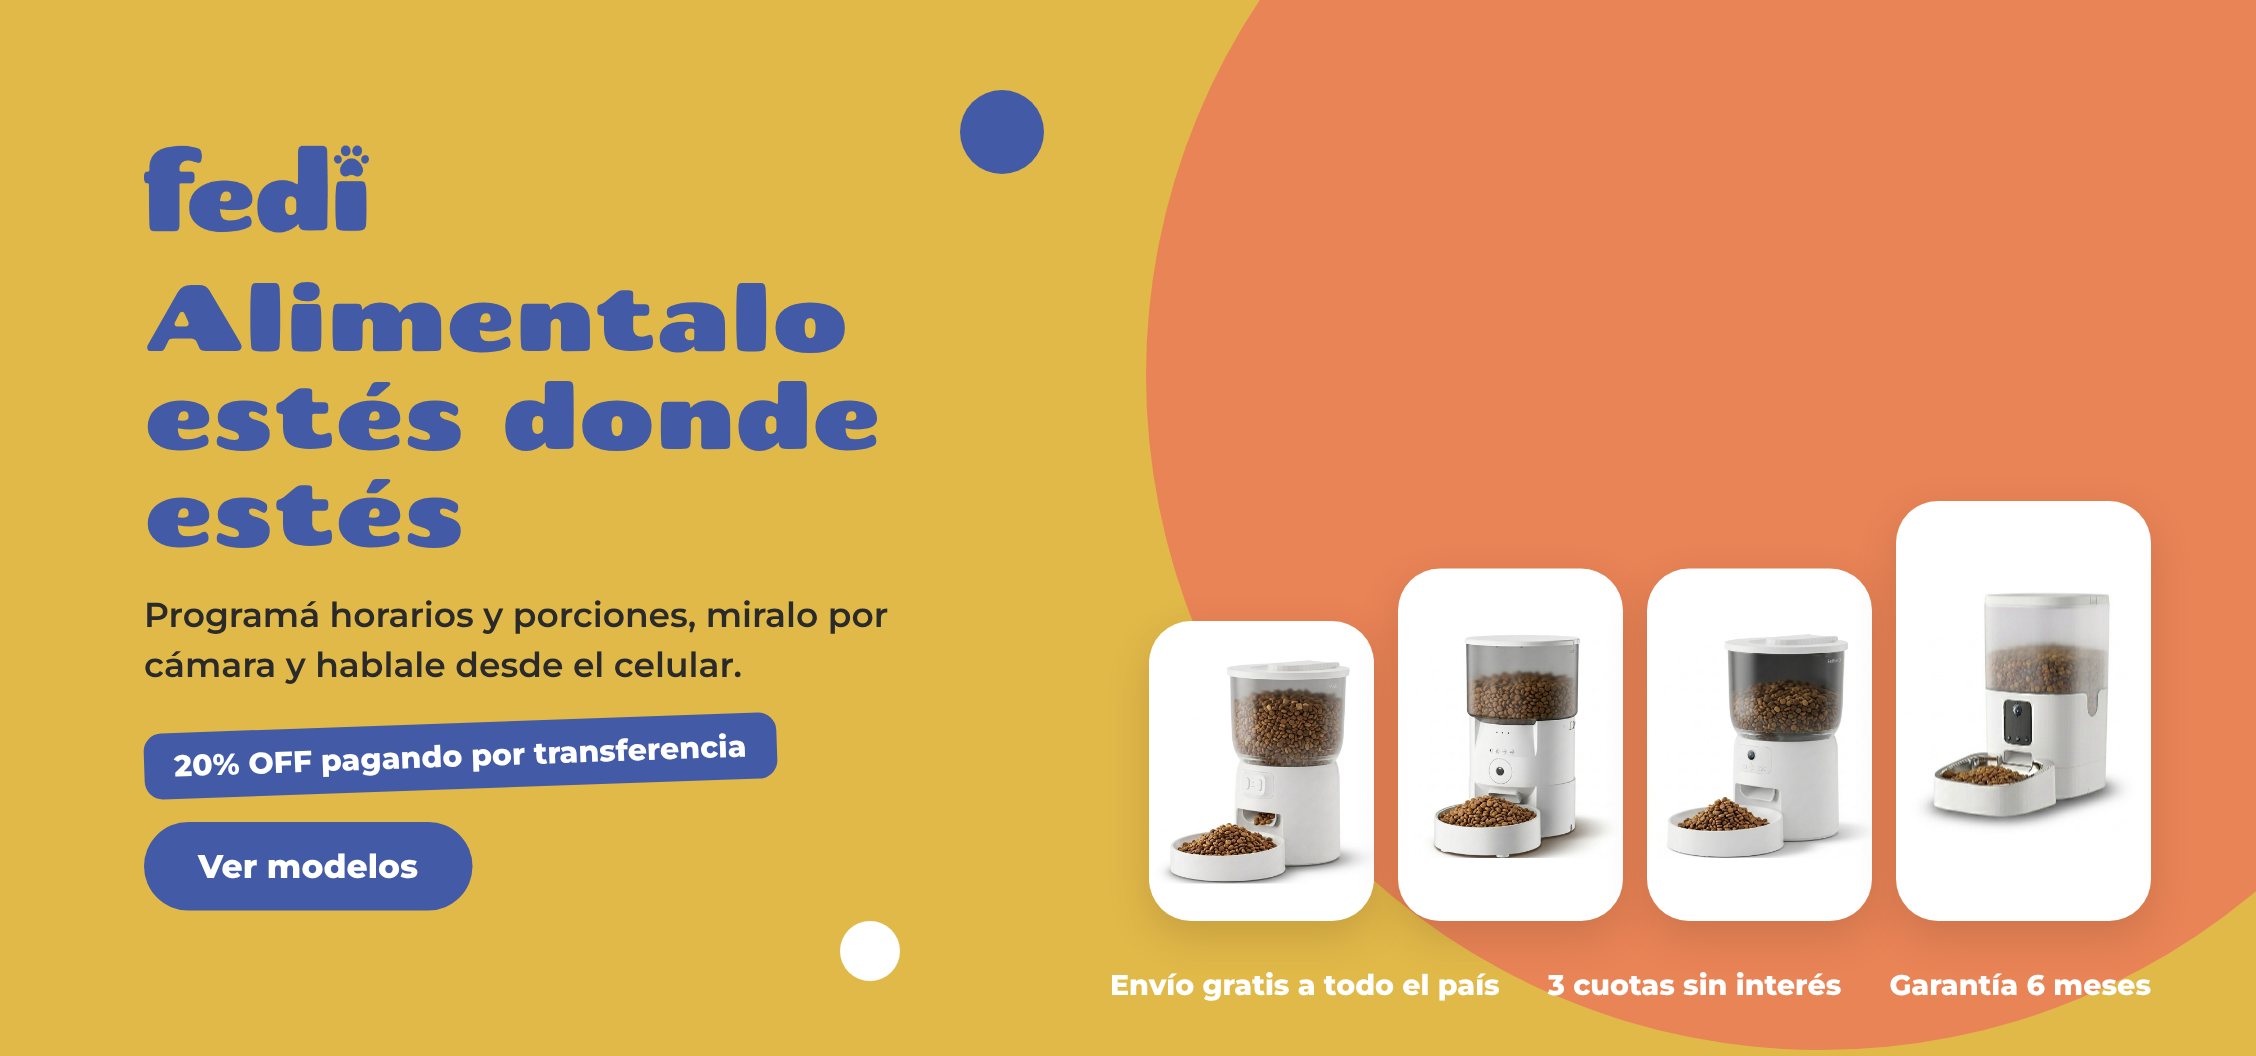 fedi
Alimentalo
estés donde
estés
Programá horarios y porciones, miralo por
cámara y hablale desde el celular.
20% OFF pagando por transferencia
Ver modelos
Envío gratis a todo el país
3 cuotas sin interés
Garantía 6 meses